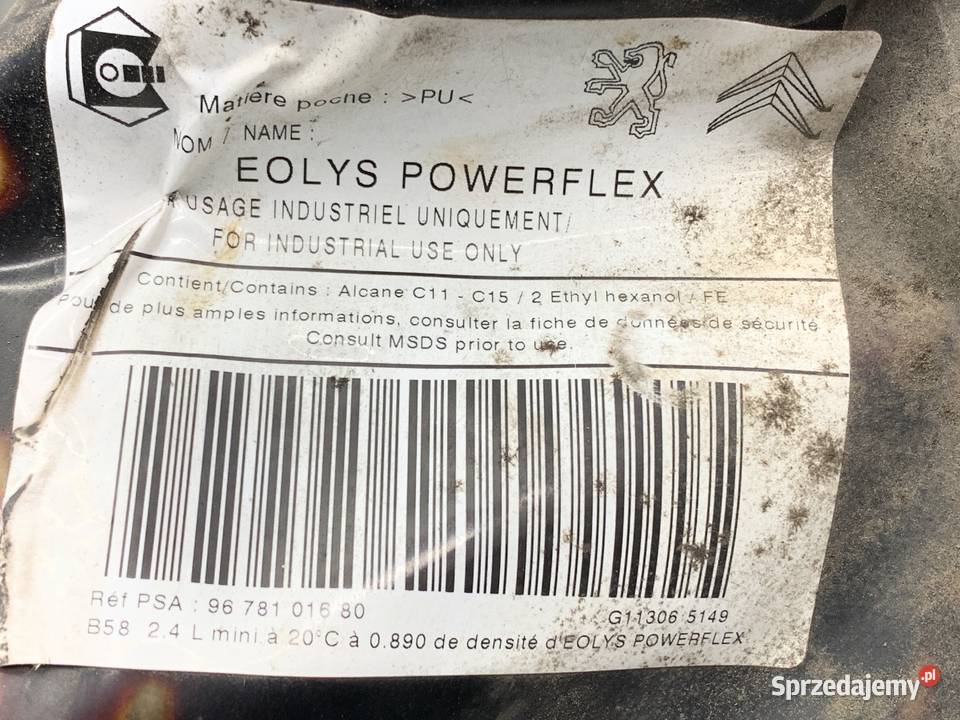 Matière poche : >PU<
NOM / NAME :
EOLYS POWERFLEX
A USAGE INDUSTRIEL UNIQUEMENT/
FOR INDUSTRIAL USE ONLY
Contient/Contains : Alcane C11 - C15 / 2 Ethyl hexanol / FE
Pour de plus amples informations, consulter la fiche de données de sécurité
Consult MSDS prior to use.
Réf PSA : 96 781 016 80
G11306 5149
B58 2.4 L mini à 20°C à 0.890 de densité d'EOLYS POWERFLEX
Sprzedajemy.pl